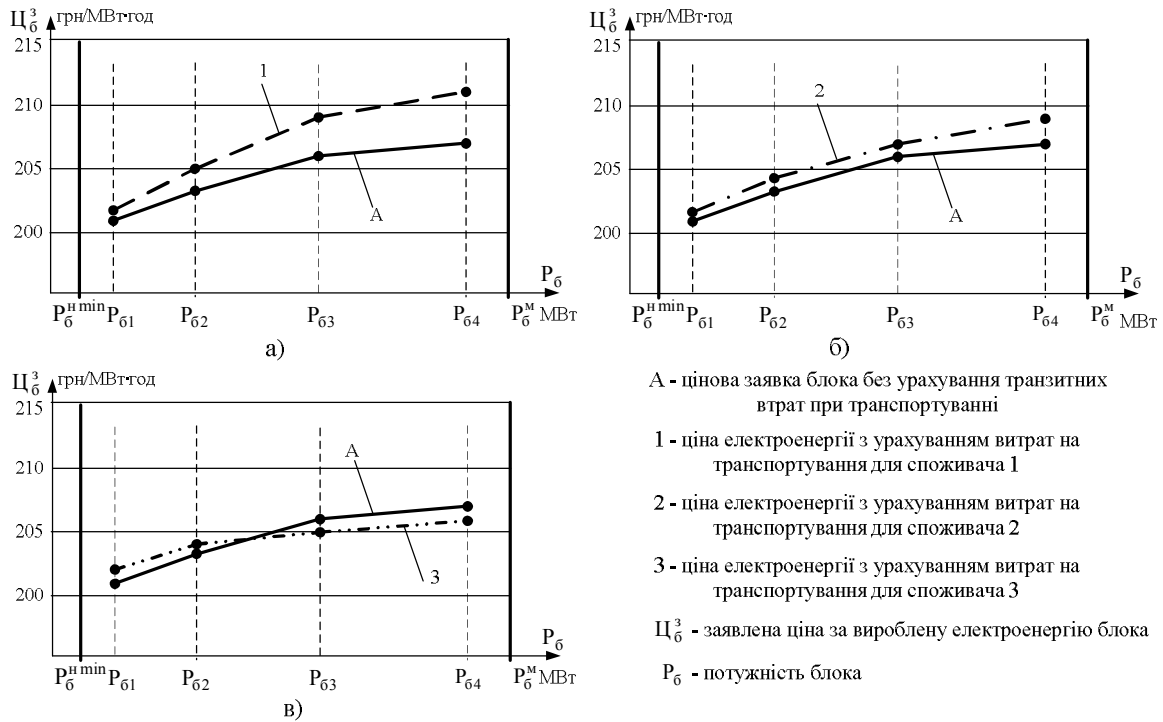 Ц_б^з грн/МВт·год
215
210
205
200
1
А
P_б
P_б^н min P_б1 P_б2 P_б3 P_б4 P_б^м МВт
а)
Ц_б^з грн/МВт·год
215
210
205
200
2
А
P_б
P_б^н min P_б1 P_б2 P_б3 P_б4 P_б^м МВт
б)
Ц_б^з грн/МВт·год
215
210
205
200
А
3
P_б
P_б^н min P_б1 P_б2 P_б3 P_б4 P_б^м МВт
в)
А - цінова заявка блока без урахування транзитних
втрат при транспортуванні
1 - ціна електроенергії з урахуванням витрат на
транспортування для споживача 1
2 - ціна електроенергії з урахуванням витрат на
транспортування для споживача 2
3 - ціна електроенергії з урахуванням витрат на
транспортування для споживача 3
Ц_б^з - заявлена ціна за вироблену електроенергію блока
P_б - потужність блока